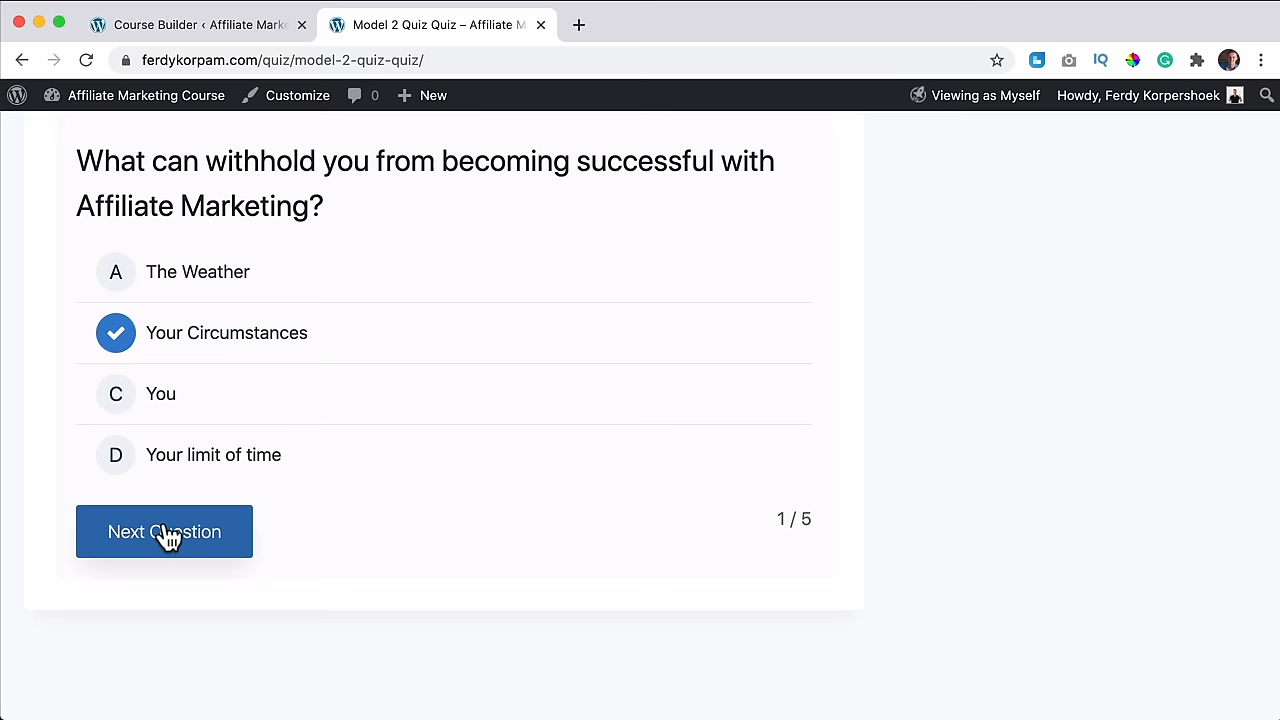 Course Builder ‹ Affiliate Marke
Model 2 Quiz Quiz – Affiliate M
ferdykorpam.com/quiz/model-2-quiz-quiz/
IQ
Affiliate Marketing Course
Customize
0
New
Viewing as Myself
Howdy, Ferdy Korpershoek
What can withhold you from becoming successful with
Affiliate Marketing?
A The Weather
Your Circumstances
C You
D Your limit of time
Next Question
1 / 5